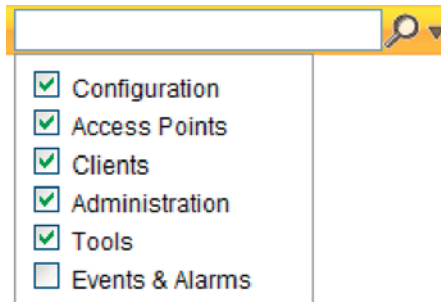 Configuration
Access Points
Clients
Administration
Tools
Events & Alarms